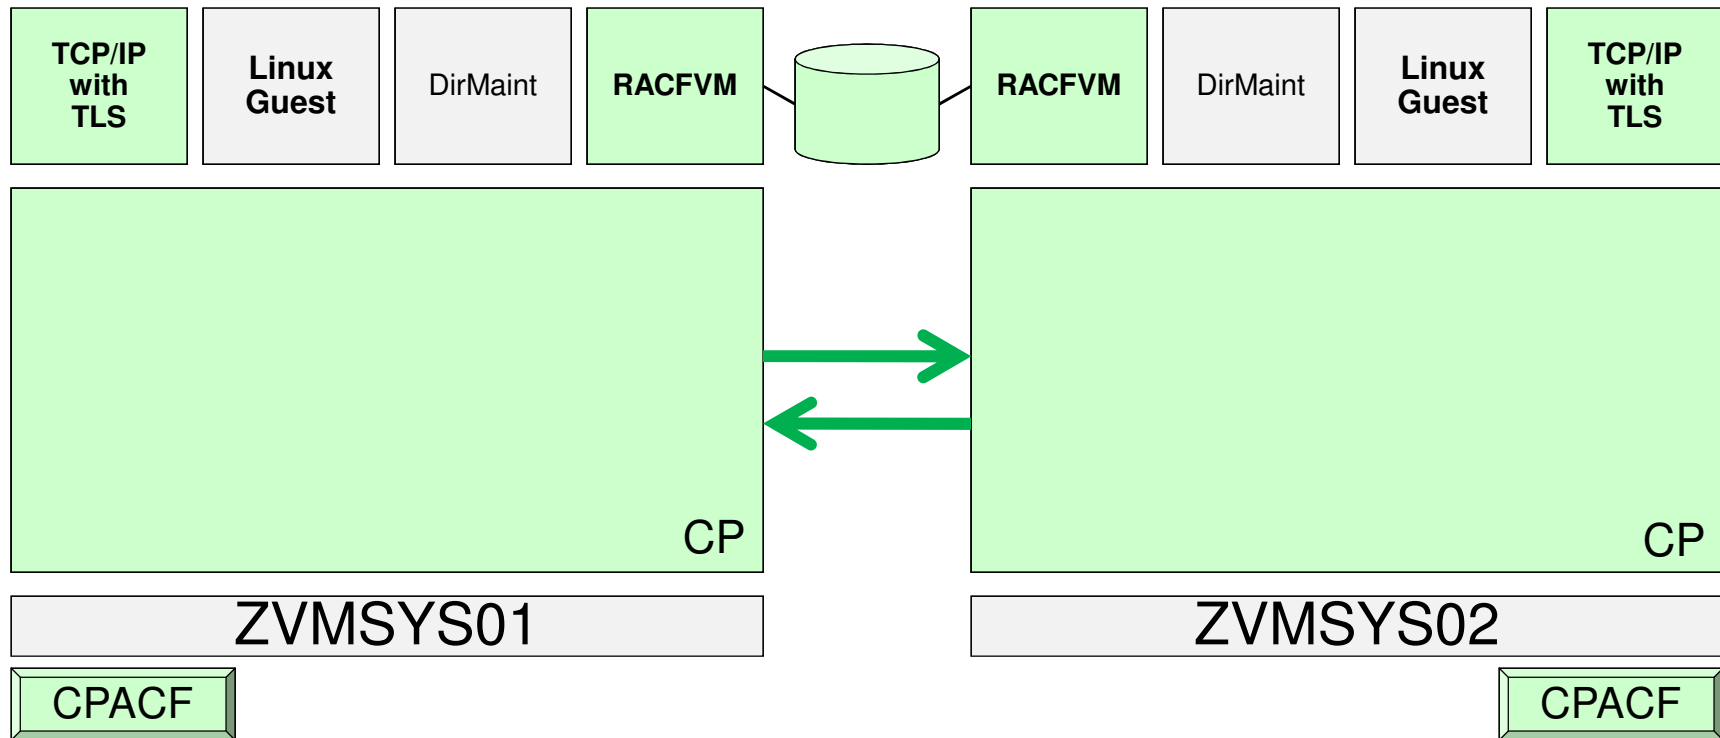 TCP/IP
with
TLS
Linux
Guest
DirMaint
RACFVM
RACFVM
DirMaint
Linux
Guest
TCP/IP
with
TLS
CP
CP
ZVMSYS01
ZVMSYS02
CPACF
CPACF